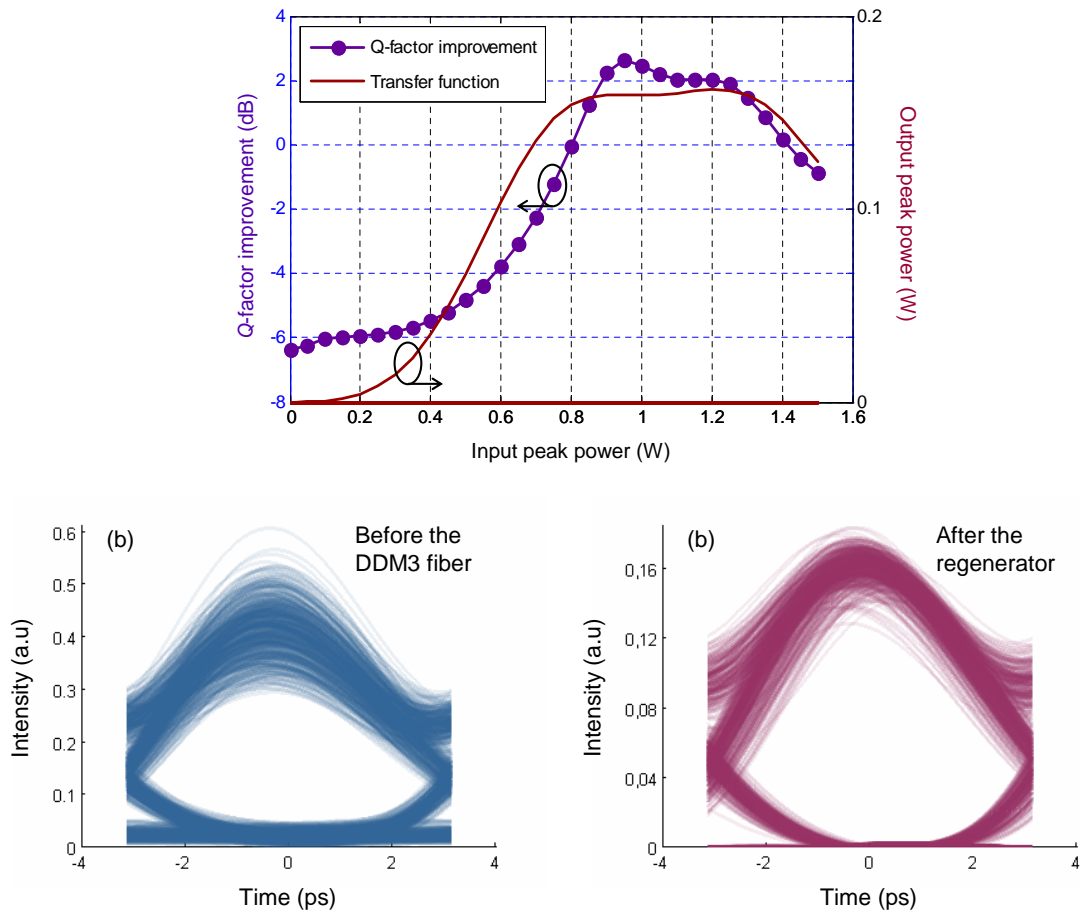 Q-factor improvement
Transfer function
Q-factor improvement (dB)
4
2
0
-2
-4
-6
-8
0.2
0.1
0
Output peak power (W)
0 0.2 0.4 0.6 0.8 1 1.2 1.4 1.6
Input peak power (W)
(b)
Before the
DDM3 fiber
Intensity (a.u)
0.6
0.5
0.4
0.3
0.2
0.1
0
-4 -2 0 2 4
Time (ps)
(b)
After the
regenerator
Intensity (a.u)
0,16
0,12
0,08
0,04
0
-4 -2 0 2 4
Time (ps)